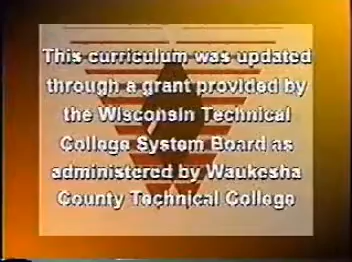 This curriculum was updated
through a grant provided by
the Wisconsin Technical
College System Board as
administered by Waukesha
County Technical College